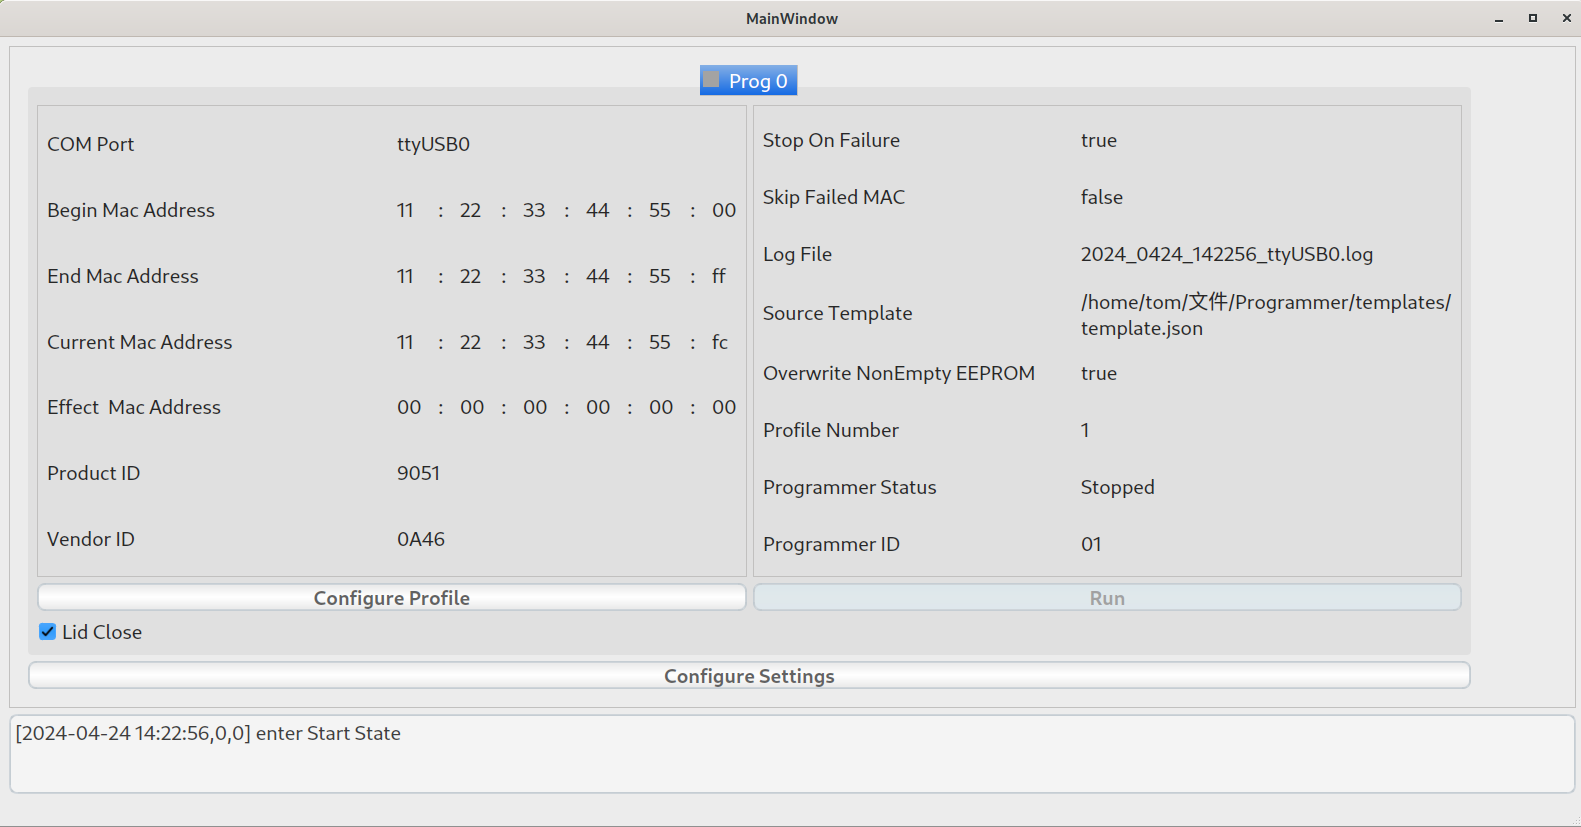 MainWindow
Prog 0
COM Port ttyUSB0
Begin Mac Address 11 : 22 : 33 : 44 : 55 : 00
End Mac Address 11 : 22 : 33 : 44 : 55 : ff
Current Mac Address 11 : 22 : 33 : 44 : 55 : fc
Effect  Mac Address 00 : 00 : 00 : 00 : 00 : 00
Product ID 9051
Vendor ID 0A46
Configure Profile
Stop On Failure true
Skip Failed MAC false
Log File 2024_0424_142256_ttyUSB0.log
Source Template /home/tom/文件/Programmer/templates/
template.json
Overwrite NonEmpty EEPROM true
Profile Number 1
Programmer Status Stopped
Programmer ID 01
Run
Lid Close
Configure Settings
[2024-04-24 14:22:56,0,0] enter Start State